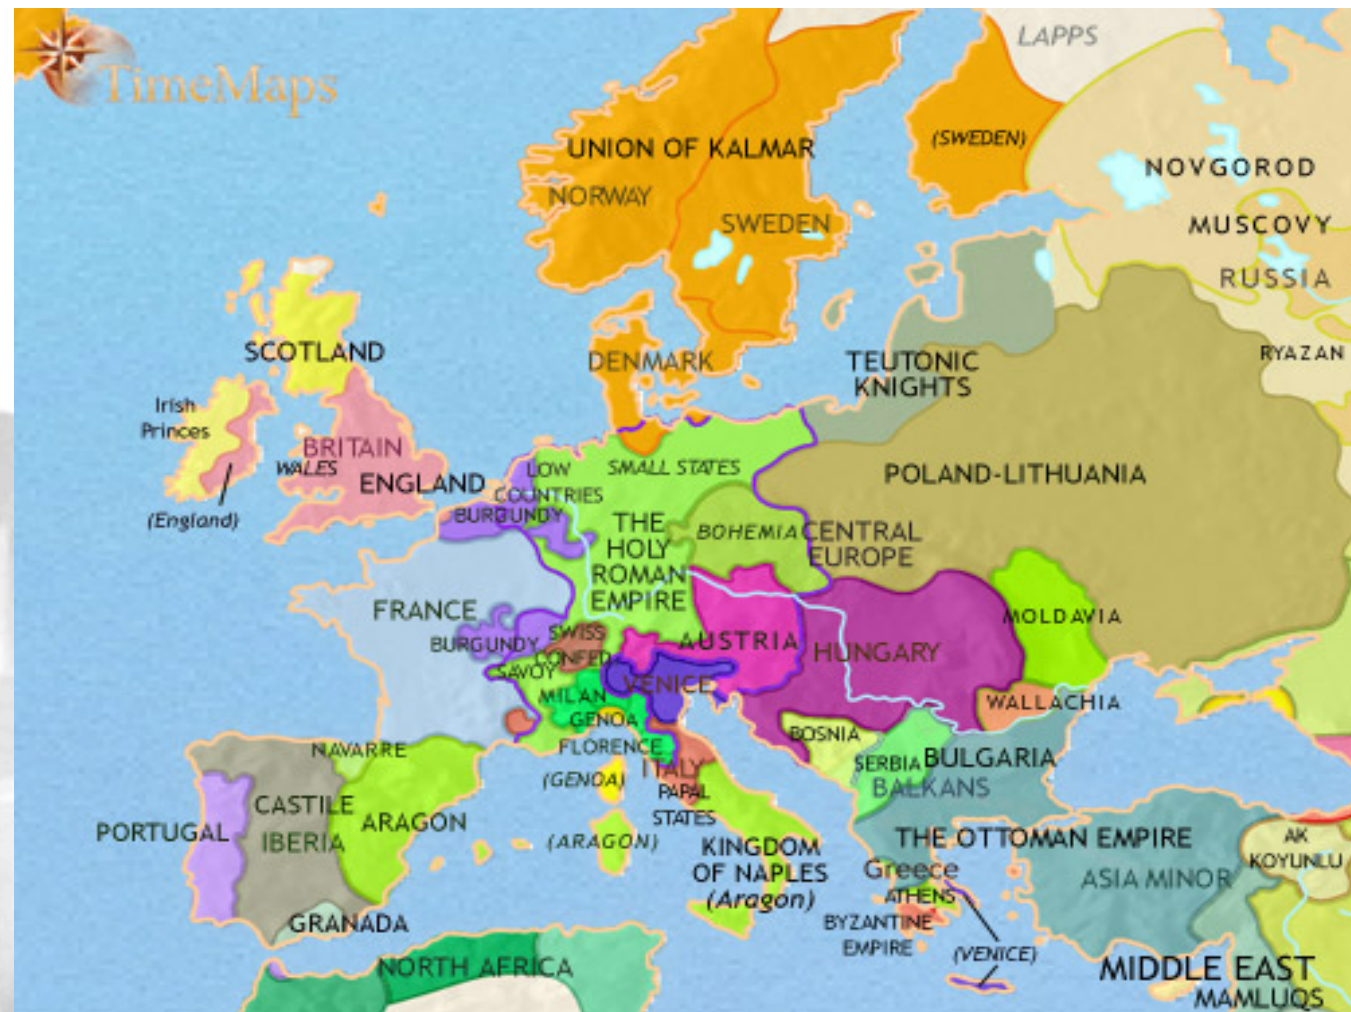 LAPPS
TimeMaps
UNION OF KALMAR
(SWEDEN)
NOVGOROD
NORWAY
SWEDEN
MUSCOVY
RUSSIA
SCOTLAND
DENMARK
TEUTONIC
KNIGHTS
RYAZAN
Irish
Princes
BRITAIN
WALES
ENGLAND
(England)
LOW
COUNTRIES
BURGUNDY
SMALL STATES
POLAND-LITHUANIA
THE
HOLY
ROMAN
EMPIRE
BOHEMIA
CENTRAL
EUROPE
FRANCE
BURGUNDY
SWISS
CONFED
SAVOY
AUSTRIA
HUNGARY
MOLDAVIA
MILAN
VENICE
GENOA
WALLACHIA
FLORENCE
BOSNIA
NAVARRE
(GENOA)
ITALY
PAPAL
STATES
SERBIA
BULGARIA
BALKANS
PORTUGAL
CASTILE
IBERIA
ARAGON
(ARAGON)
KINGDOM
OF NAPLES
(Aragon)
THE OTTOMAN EMPIRE
AK
KOYUNLU
Greece
ATHENS
ASIA MINOR
GRANADA
BYZANTINE
EMPIRE
(VENICE)
NORTH AFRICA
MIDDLE EAST
MAMLUQS